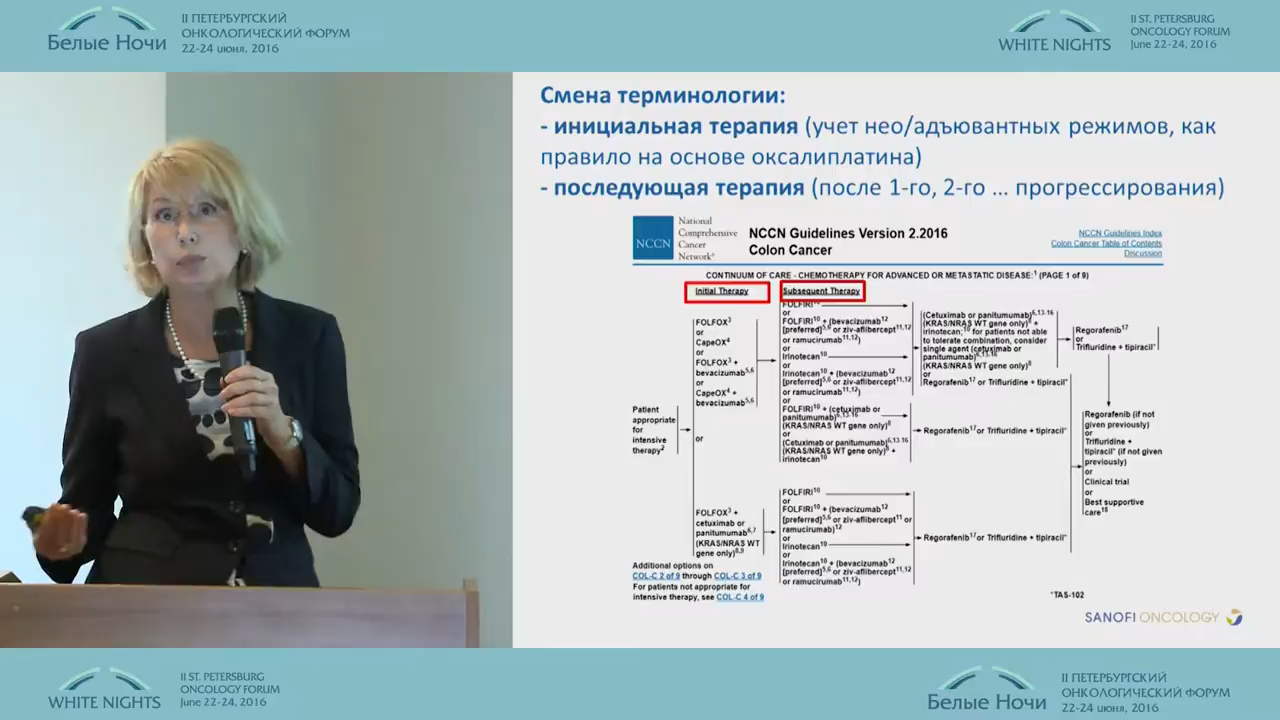 II ПЕТЕРБУРГСКИЙ
ОНКОЛОГИЧЕСКИЙ ФОРУМ
Белые Ночи
22-24 июня, 2016
II ST. PETERSBURG
ONCOLOGY FORUM
WHITE NIGHTS
June 22-24, 2016
Смена терминологии:
- инициальная терапия (учет нео/адъювантных режимов, как
правило на основе оксалиплатина)
- последующая терапия (после 1-го, 2-го ... прогрессирования)
NCCN
National
Comprehensive
Cancer
Network®
NCCN Guidelines Version 2.2016
Colon Cancer
NCCN Guidelines Index
Colon Cancer Table of Contents
Discussion
CONTINUUM OF CARE - CHEMOTHERAPY FOR ADVANCED OR METASTATIC DISEASE:1 (PAGE 1 of 9)
Initial Therapy
Subsequent Therapy
Patient
appropriate
for
intensive
therapy2
FOLFOX3
or
CapeOX4
or
FOLFOX3 +
bevacizumab5,6
or
CapeOX4 +
bevacizumab5,6
or
FOLFOX3 +
cetuximab or
panitumumab6,7
(KRAS/NRAS WT
gene only)8,9
FOLFIRI10
or
FOLFIRI10 + (bevacizumab12
[preferred]5,6 or ziv-aflibercept11,12
or ramucirumab11,12)
or
Irinotecan10
or
Irinotecan10 + (bevacizumab12
[preferred]5,6 or ziv-aflibercept11,12
or ramucirumab11,12)
or
FOLFIRI10 + (cetuximab or
panitumumab)6,13-16
(KRAS/NRAS WT gene only)8
or
(Cetuximab or panitumumab)6,13-16
(KRAS/NRAS WT gene only)8 +
irinotecan10
FOLFIRI10
or
FOLFIRI10 + (bevacizumab12
[preferred]5,6 or ziv-aflibercept11 or
ramucirumab)12
or
Irinotecan10
or
Irinotecan10 + (bevacizumab12
[preferred]5,6 or ziv-aflibercept11,12
or ramucirumab11,12)
(Cetuximab or panitumumab)6,13-16
(KRAS/NRAS WT gene only)8 +
irinotecan;10 for patients not able
to tolerate combination, consider
single agent (cetuximab or
panitumumab)6,13-16
(KRAS/NRAS WT gene only)8
or
Regorafenib17 or Trifluridine + tipiracil*
Regorafenib17 or Trifluridine + tipiracil*
Regorafenib17 or Trifluridine + tipiracil*
Regorafenib17
or
Trifluridine + tipiracil*
Regorafenib (if not
given previously)
or
Trifluridine +
tipiracil* (if not given
previously)
or
Clinical trial
or
Best supportive
care18
Additional options on
COL-C 2 of 9 through COL-C 3 of 9
For patients not appropriate for
intensive therapy, see COL-C 4 of 9
*TAS-102
SANOFI ONCOLOGY
WHITE NIGHTS
II ST. PETERSBURG
ONCOLOGY FORUM
June 22-24, 2016
Белые Ночи
II ПЕТЕРБУРГСКИЙ
ОНКОЛОГИЧЕСКИЙ ФОРУМ
22-24 июня, 2016